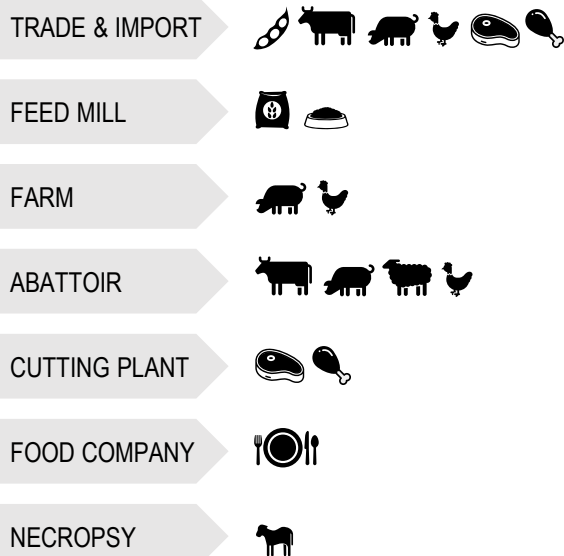 TRADE & IMPORT
FEED MILL
FARM
ABATTOIR
CUTTING PLANT
FOOD COMPANY
NECROPSY